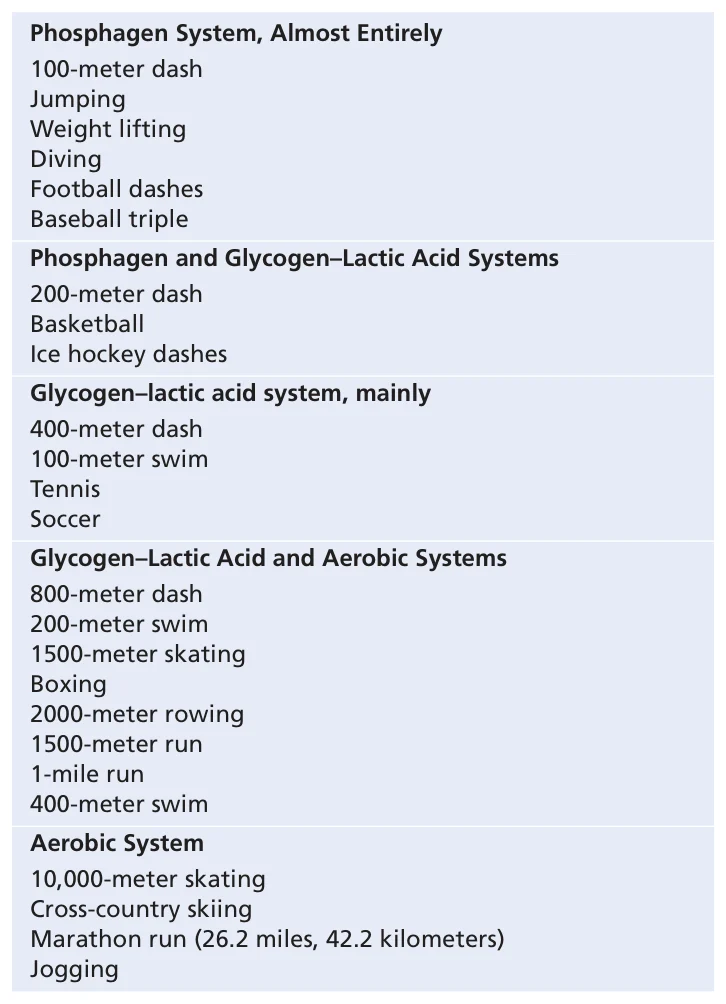 Phosphagen System, Almost Entirely
100-meter dash
Jumping
Weight lifting
Diving
Football dashes
Baseball triple
Phosphagen and Glycogen–Lactic Acid Systems
200-meter dash
Basketball
Ice hockey dashes
Glycogen–lactic acid system, mainly
400-meter dash
100-meter swim
Tennis
Soccer
Glycogen–Lactic Acid and Aerobic Systems
800-meter dash
200-meter swim
1500-meter skating
Boxing
2000-meter rowing
1500-meter run
1-mile run
400-meter swim
Aerobic System
10,000-meter skating
Cross-country skiing
Marathon run (26.2 miles, 42.2 kilometers)
Jogging